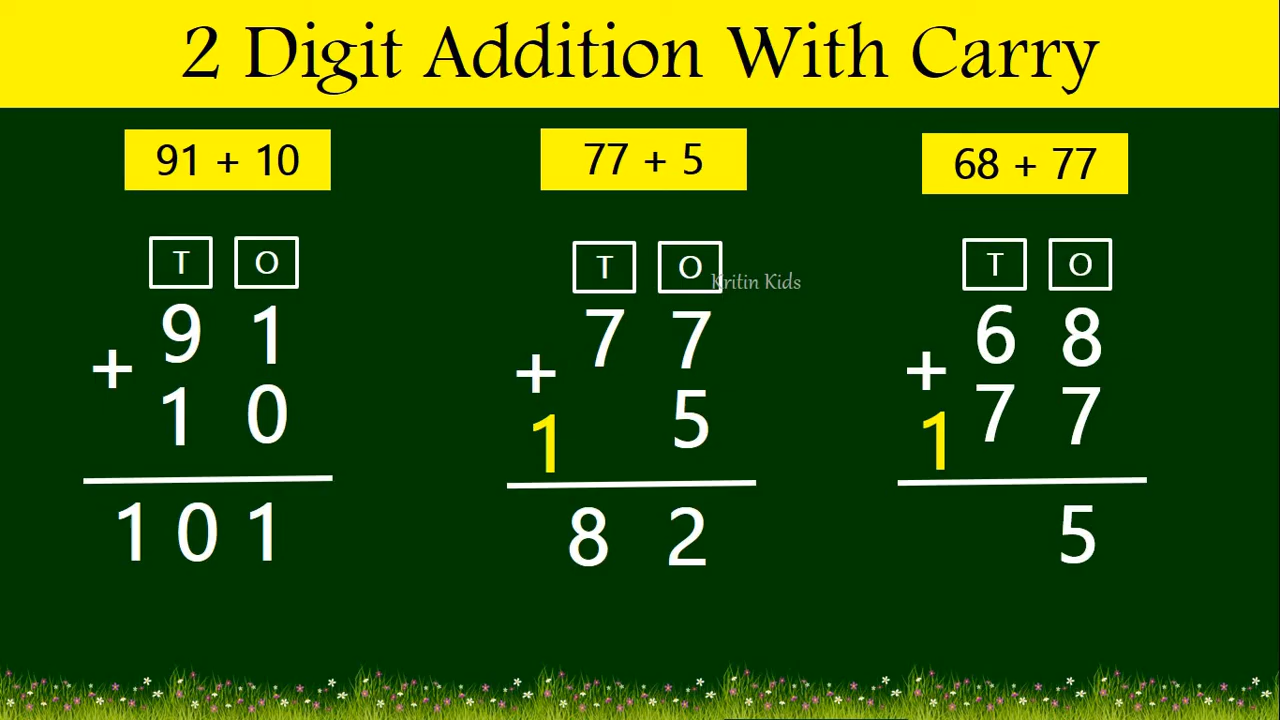 2 Digit Addition With Carry
91 + 10
T O
9 1
+
1 0
1 0 1
77 + 5
T O
7 7
+
5
1
8 2
68 + 77
T O
6 8
+
7 7
1
5
Kritin Kids